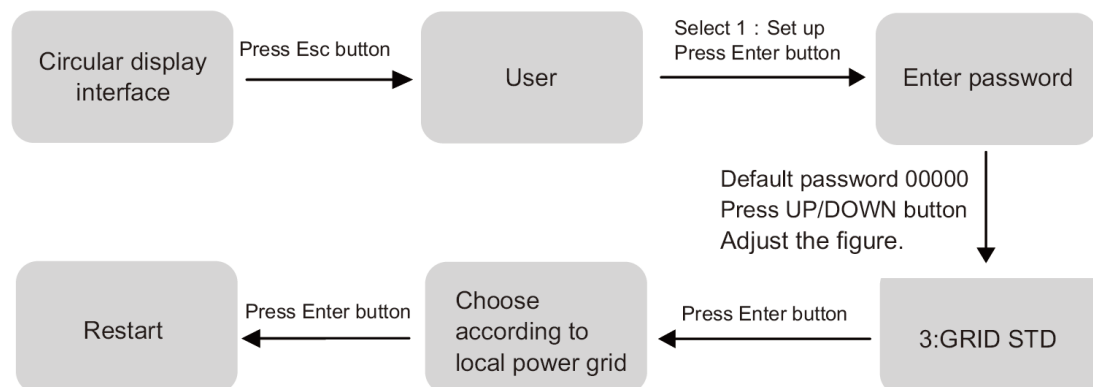 Circular display
interface
Press Esc button
User
Select 1：Set up
Press Enter button
Enter password
Default password 00000
Press UP/DOWN button
Adjust the figure.
3:GRID STD
Press Enter button
Choose
according to
local power grid
Press Enter button
Restart